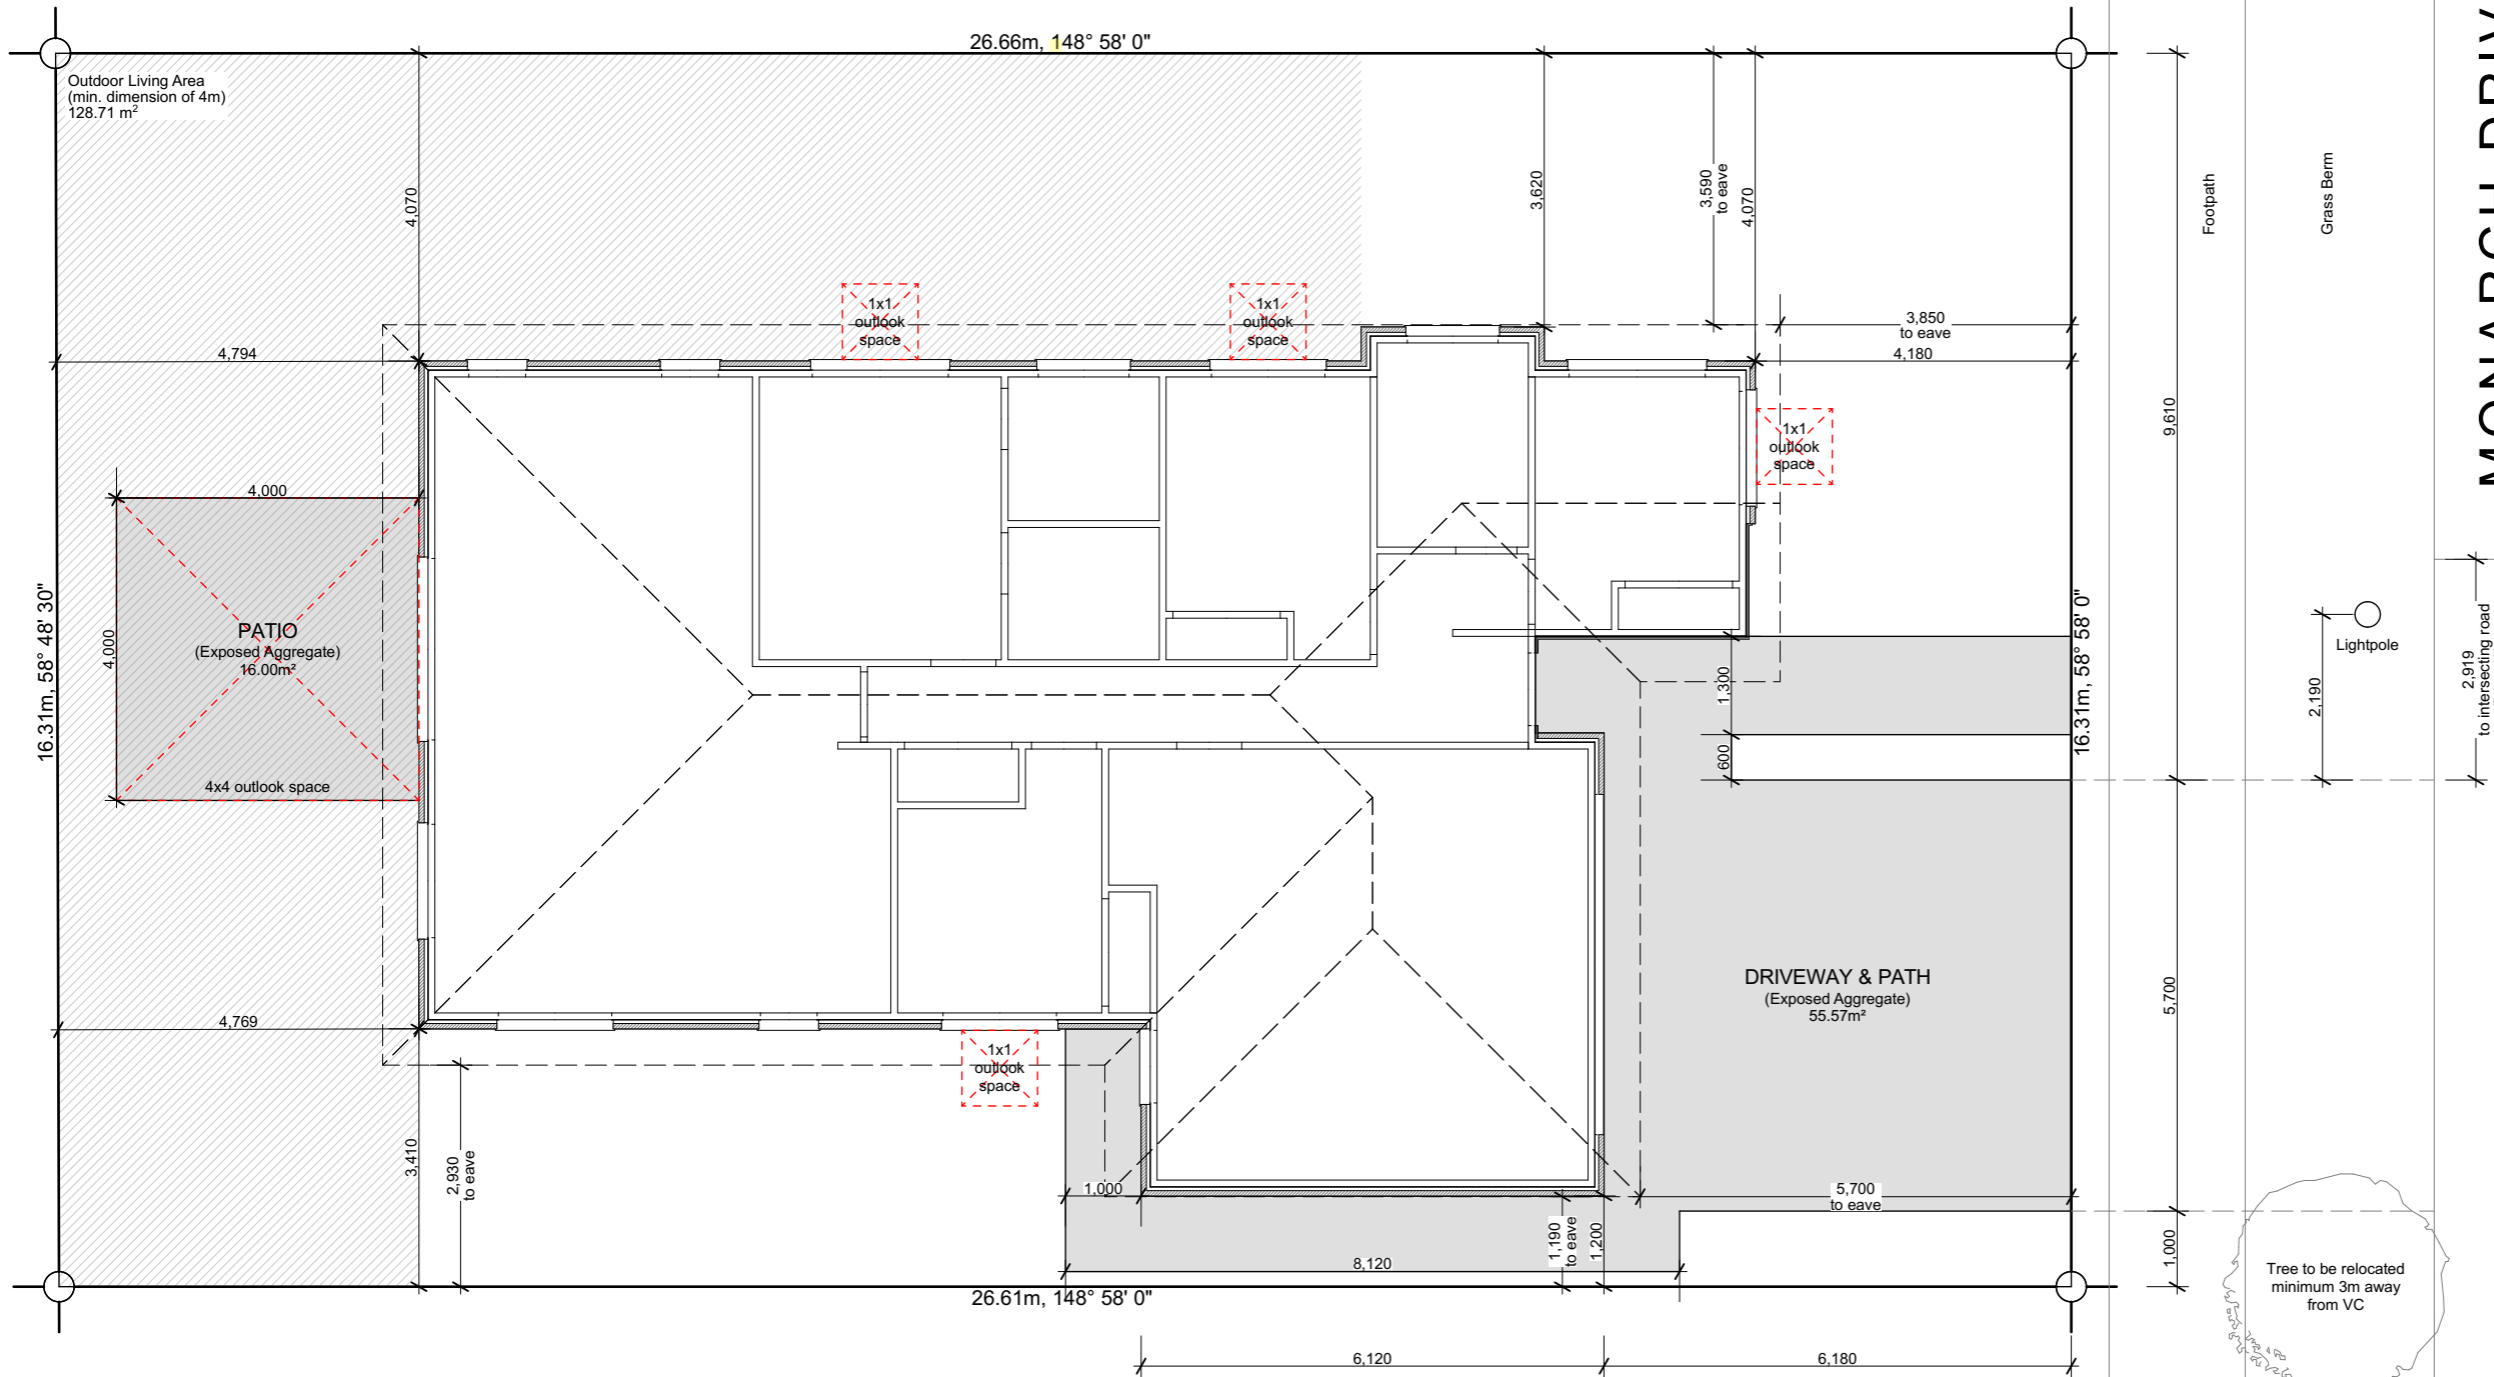 26.66m, 148° 58' 0"
Outdoor Living Area
(min. dimension of 4m)
128.71 m²
4,070
3,620
3,590
to eave
4,070
Footpath
Grass Berm
MONARCH DRIV
1x1
outlook
space
1x1
outlook
space
3,850
to eave
4,180
4,794
1x1
outlook
space
9,610
4,000
4,000
PATIO
(Exposed Aggregate)
16.00m²
4x4 outlook space
16.31m, 58° 48' 30"
16.31m, 58° 58' 0"
1,300
600
Lightpole
2,190
2,919
to intersecting road
DRIVEWAY & PATH
(Exposed Aggregate)
55.57m²
5,700
4,769
1x1
outlook
space
3,410
2,930
to eave
1,000
5,700
to eave
1,190
to eave
1,200
1,000
8,120
Tree to be relocated
minimum 3m away
from VC
26.61m, 148° 58' 0"
6,120
6,180